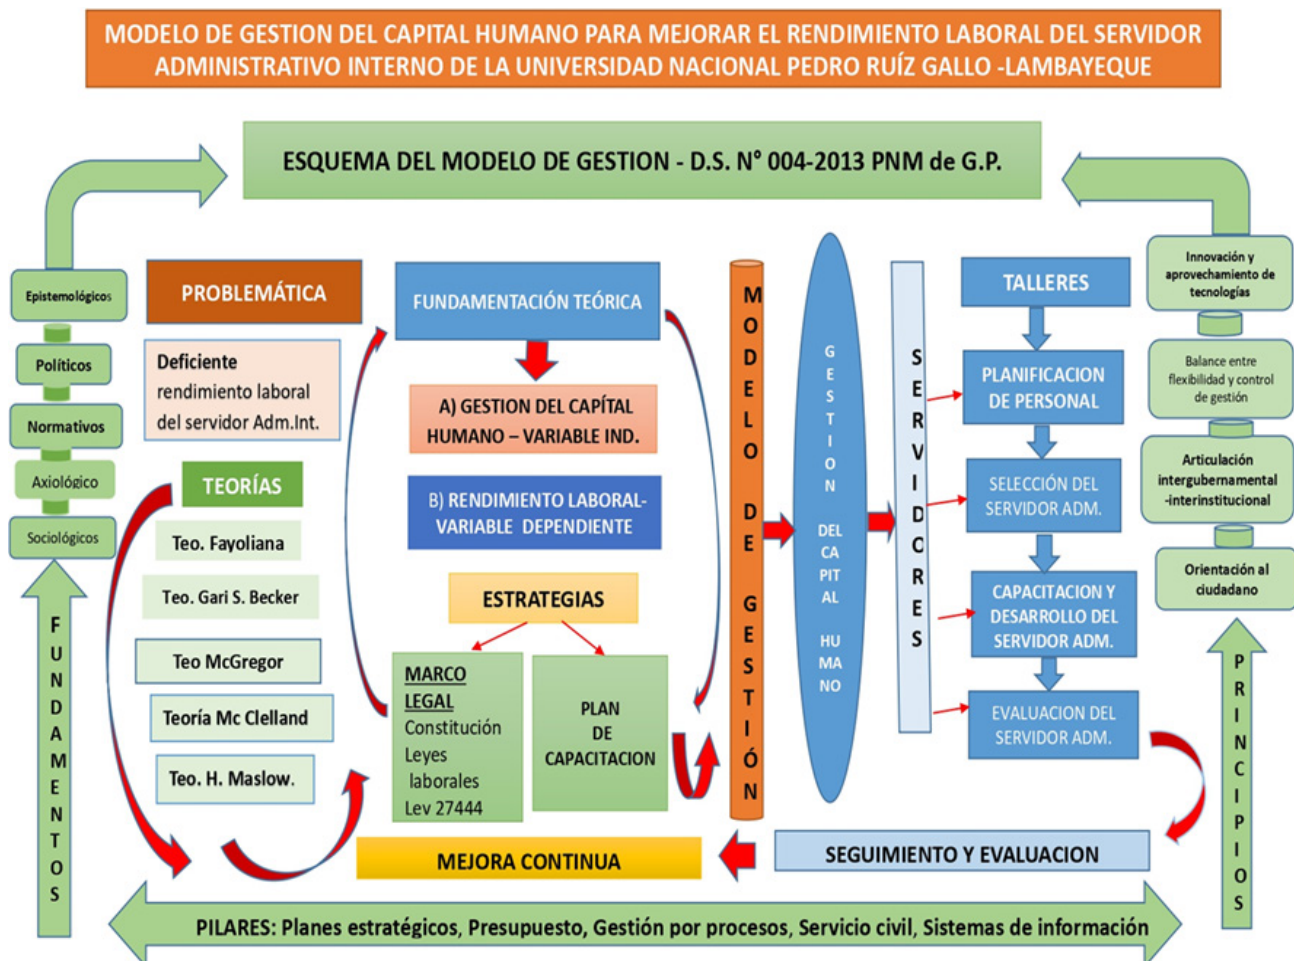 MODELO DE GESTION DEL CAPITAL HUMANO PARA MEJORAR EL RENDIMIENTO LABORAL DEL SERVIDOR
ADMINISTRATIVO INTERNO DE LA UNIVERSIDAD NACIONAL PEDRO RUÍZ GALLO -LAMBAYEQUE
ESQUEMA DEL MODELO DE GESTION - D.S. N° 004-2013 PNM de G.P.
Epistemológicos
Políticos
Normativos
Axiológico
Sociológicos
FUNDAMENTOS
PROBLEMÁTICA
Deficiente
rendimiento laboral
del servidor Adm.Int.
TEORÍAS
Teo. Fayoliana
Teo. Gari S. Becker
Teo McGregor
Teoría Mc Clelland
Teo. H. Maslow.
FUNDAMENTACIÓN TEÓRICA
A) GESTION DEL CAPÍTAL
HUMANO – VARIABLE IND.
B) RENDIMIENTO LABORAL-
VARIABLE DEPENDIENTE
ESTRATEGIAS
MARCO
LEGAL
Constitución
Leyes
laborales
Lev 27444
PLAN
DE
CAPACITACION
MODELO DE GESTIÓN
GESTION DEL CAPITAL HUMANO
SERVIDORES
TALLERES
PLANIFICACION
DE PERSONAL
SELECCIÓN DEL
SERVIDOR ADM.
CAPACITACION Y
DESARROLLO DEL
SERVIDOR ADM.
EVALUACION DEL
SERVIDOR ADM.
Innovación y
aprovechamiento de
tecnologías
Balance entre
flexibilidad y control
de gestión
Articulación
intergubernamental
-interinstitucional
Orientación al
ciudadano
PRINCIPIOS
MEJORA CONTINUA
SEGUIMIENTO Y EVALUACION
PILARES: Planes estratégicos, Presupuesto, Gestión por procesos, Servicio civil, Sistemas de información